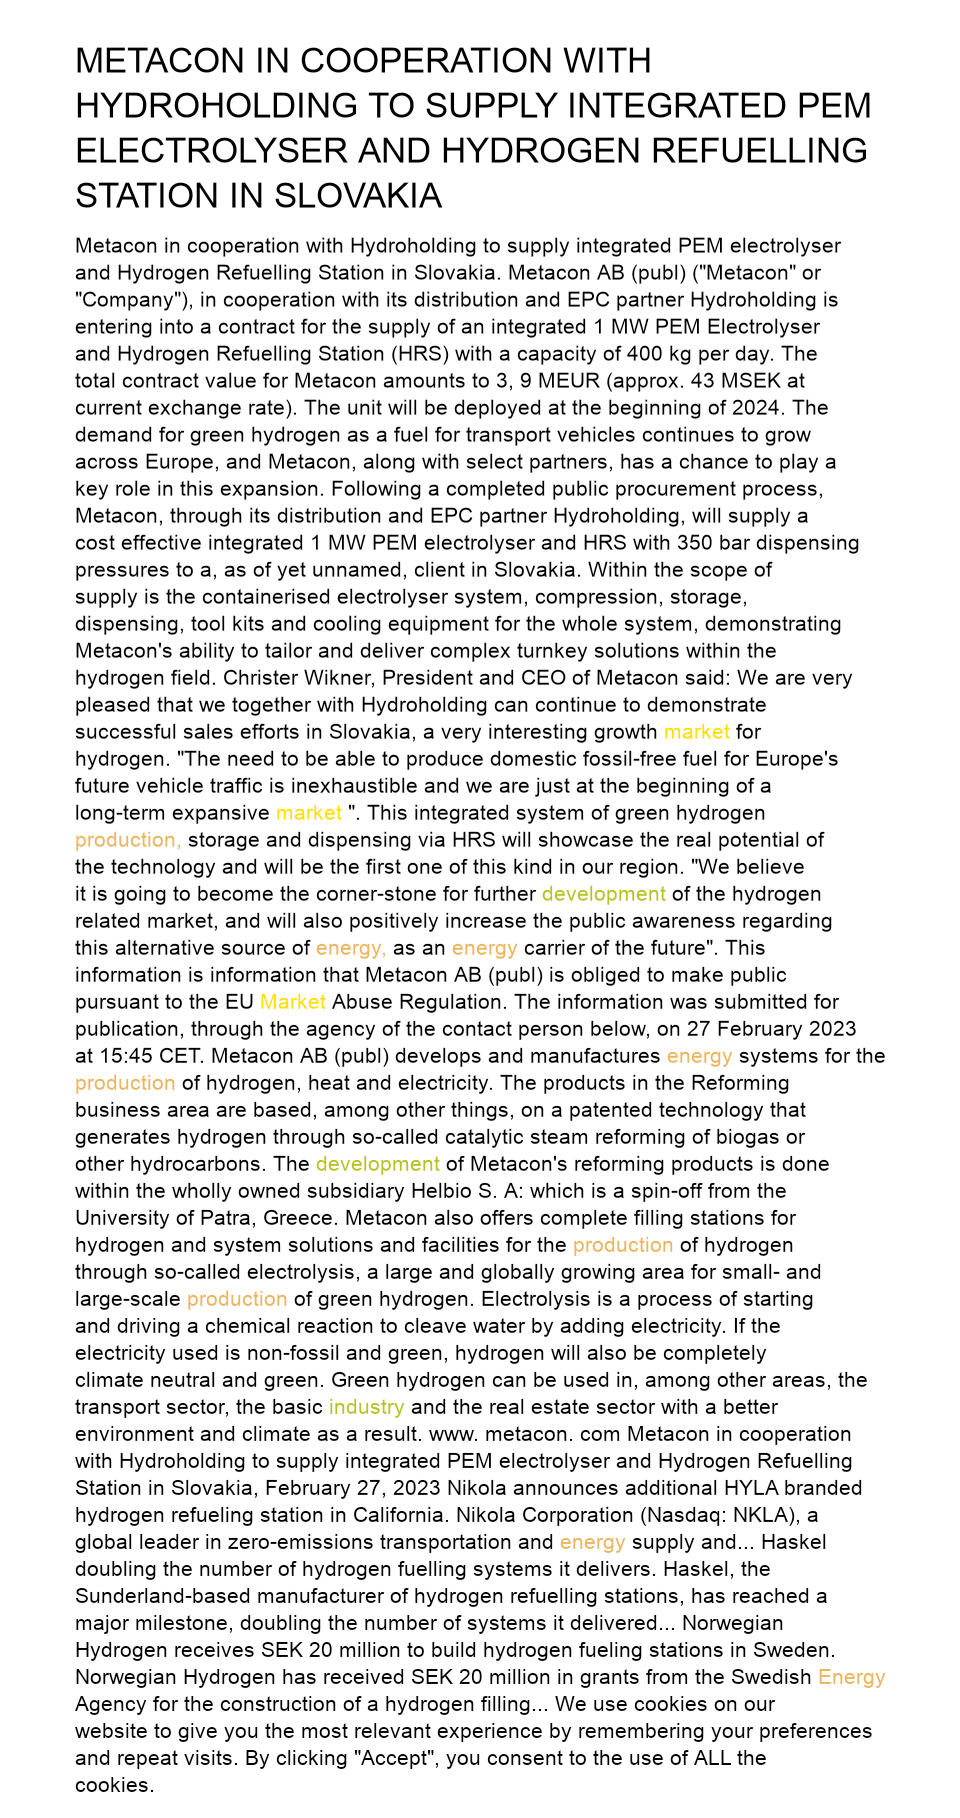 METACON IN COOPERATION WITH
HYDROHOLDING TO SUPPLY INTEGRATED PEM
ELECTROLYSER AND HYDROGEN REFUELLING
STATION IN SLOVAKIA
Metacon in cooperation with Hydroholding to supply integrated PEM electrolyser
and Hydrogen Refuelling Station in Slovakia. Metacon AB (publ) ("Metacon" or
"Company"), in cooperation with its distribution and EPC partner Hydroholding is
entering into a contract for the supply of an integrated 1 MW PEM Electrolyser
and Hydrogen Refuelling Station (HRS) with a capacity of 400 kg per day. The
total contract value for Metacon amounts to 3, 9 MEUR (approx. 43 MSEK at
current exchange rate). The unit will be deployed at the beginning of 2024. The
demand for green hydrogen as a fuel for transport vehicles continues to grow
across Europe, and Metacon, along with select partners, has a chance to play a
key role in this expansion. Following a completed public procurement process,
Metacon, through its distribution and EPC partner Hydroholding, will supply a
cost effective integrated 1 MW PEM electrolyser and HRS with 350 bar dispensing
pressures to a, as of yet unnamed, client in Slovakia. Within the scope of
supply is the containerised electrolyser system, compression, storage,
dispensing, tool kits and cooling equipment for the whole system, demonstrating
Metacon's ability to tailor and deliver complex turnkey solutions within the
hydrogen field. Christer Wikner, President and CEO of Metacon said: We are very
pleased that we together with Hydroholding can continue to demonstrate
successful sales efforts in Slovakia, a very interesting growth market for
hydrogen. "The need to be able to produce domestic fossil-free fuel for Europe's
future vehicle traffic is inexhaustible and we are just at the beginning of a
long-term expansive market ". This integrated system of green hydrogen
production, storage and dispensing via HRS will showcase the real potential of
the technology and will be the first one of this kind in our region. "We believe
it is going to become the corner-stone for further development of the hydrogen
related market, and will also positively increase the public awareness regarding
this alternative source of energy, as an energy carrier of the future". This
information is information that Metacon AB (publ) is obliged to make public
pursuant to the EU Market Abuse Regulation. The information was submitted for
publication, through the agency of the contact person below, on 27 February 2023
at 15:45 CET. Metacon AB (publ) develops and manufactures energy systems for the
production of hydrogen, heat and electricity. The products in the Reforming
business area are based, among other things, on a patented technology that
generates hydrogen through so-called catalytic steam reforming of biogas or
other hydrocarbons. The development of Metacon's reforming products is done
within the wholly owned subsidiary Helbio S. A: which is a spin-off from the
University of Patra, Greece. Metacon also offers complete filling stations for
hydrogen and system solutions and facilities for the production of hydrogen
through so-called electrolysis, a large and globally growing area for small- and
large-scale production of green hydrogen. Electrolysis is a process of starting
and driving a chemical reaction to cleave water by adding electricity. If the
electricity used is non-fossil and green, hydrogen will also be completely
climate neutral and green. Green hydrogen can be used in, among other areas, the
transport sector, the basic industry and the real estate sector with a better
environment and climate as a result. www. metacon. com Metacon in cooperation
with Hydroholding to supply integrated PEM electrolyser and Hydrogen Refuelling
Station in Slovakia, February 27, 2023 Nikola announces additional HYLA branded
hydrogen refueling station in California. Nikola Corporation (Nasdaq: NKLA), a
global leader in zero-emissions transportation and energy supply and... Haskel
doubling the number of hydrogen fuelling systems it delivers. Haskel, the
Sunderland-based manufacturer of hydrogen refuelling stations, has reached a
major milestone, doubling the number of systems it delivered... Norwegian
Hydrogen receives SEK 20 million to build hydrogen fueling stations in Sweden.
Norwegian Hydrogen has received SEK 20 million in grants from the Swedish Energy
Agency for the construction of a hydrogen filling... We use cookies on our
website to give you the most relevant experience by remembering your preferences
and repeat visits. By clicking "Accept", you consent to the use of ALL the
cookies.